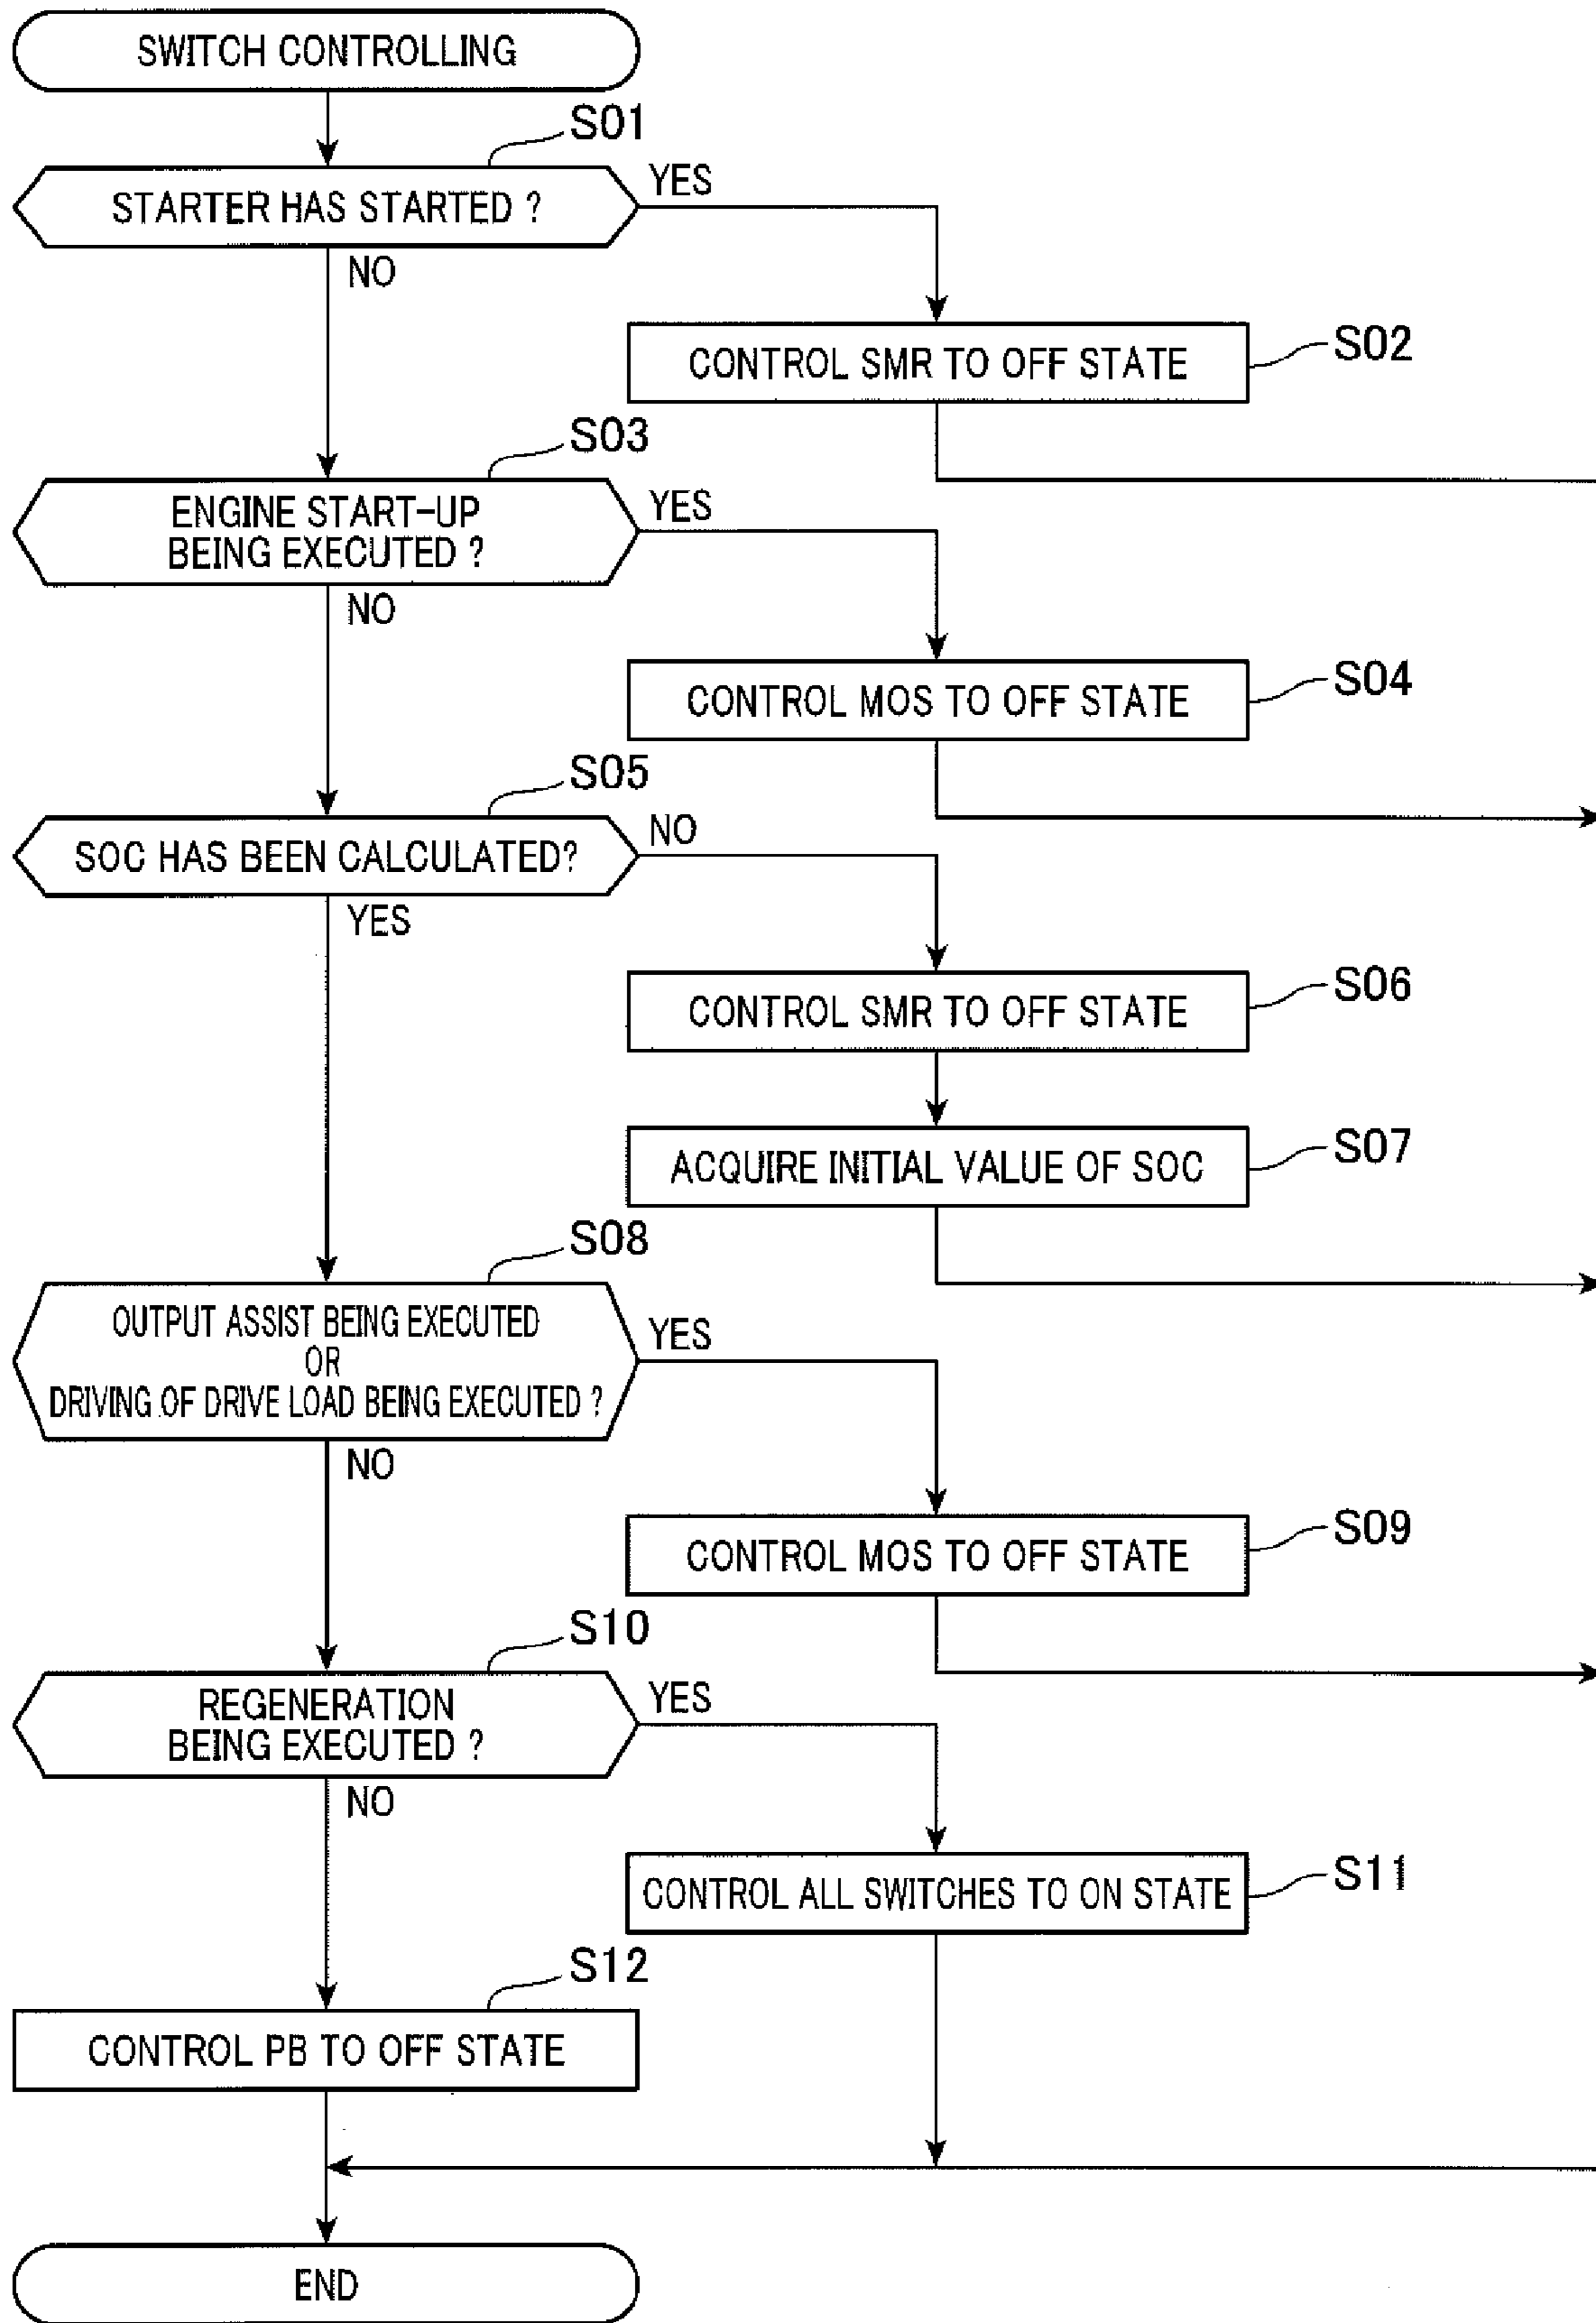 SWITCH CONTROLLING
S01
STARTER HAS STARTED ?
YES
NO
CONTROL SMR TO OFF STATE
S02
S03
ENGINE START-UP
BEING EXECUTED ?
YES
NO
CONTROL MOS TO OFF STATE
S04
S05
SOC HAS BEEN CALCULATED?
NO
YES
CONTROL SMR TO OFF STATE
S06
ACQUIRE INITIAL VALUE OF SOC
S07
S08
OUTPUT ASSIST BEING EXECUTED
OR
DRIVING OF DRIVE LOAD BEING EXECUTED ?
YES
NO
CONTROL MOS TO OFF STATE
S09
S10
REGENERATION
BEING EXECUTED ?
YES
NO
CONTROL ALL SWITCHES TO ON STATE
S11
S12
CONTROL PB TO OFF STATE
END